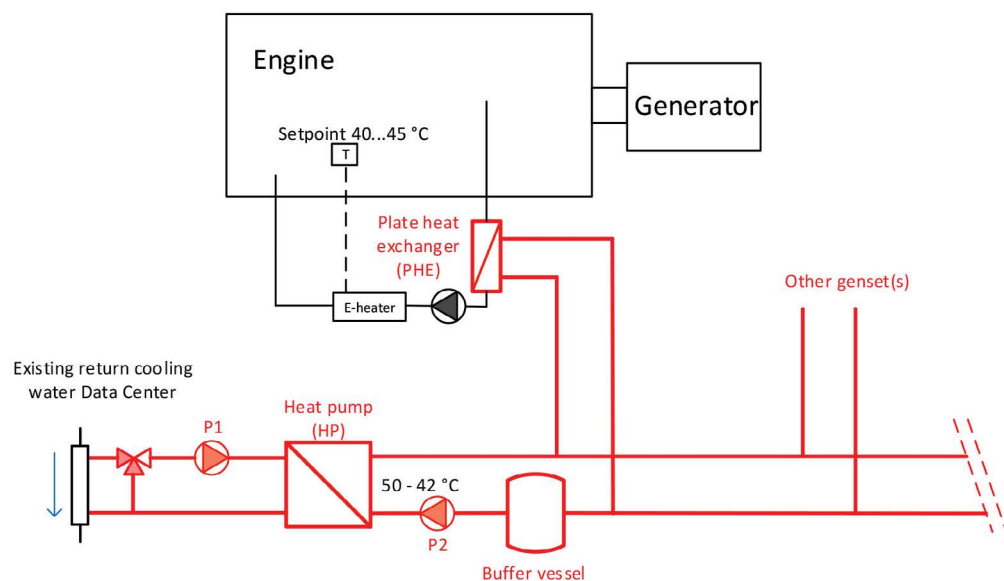 Engine
Generator
Setpoint 40...45 °C
T
Plate heat
exchanger
(PHE)
E-heater
Other genset(s)
Existing return cooling
water Data Center
P1
Heat pump
(HP)
50 - 42 °C
P2
Buffer vessel